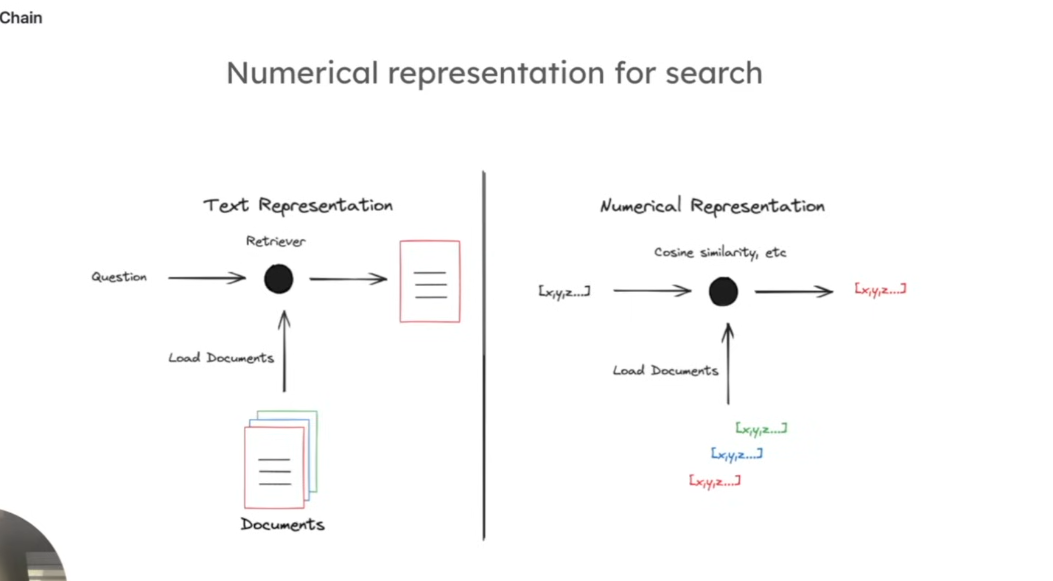 Chain
Numerical representation for search
Text Representation
Retriever
Question
Load Documents
Documents
Numerical Representation
Cosine similarity, etc
[x,y,z...]
[x,y,z...]
Load Documents
[x,y,z...]
[x,y,z...]
[x,y,z...]